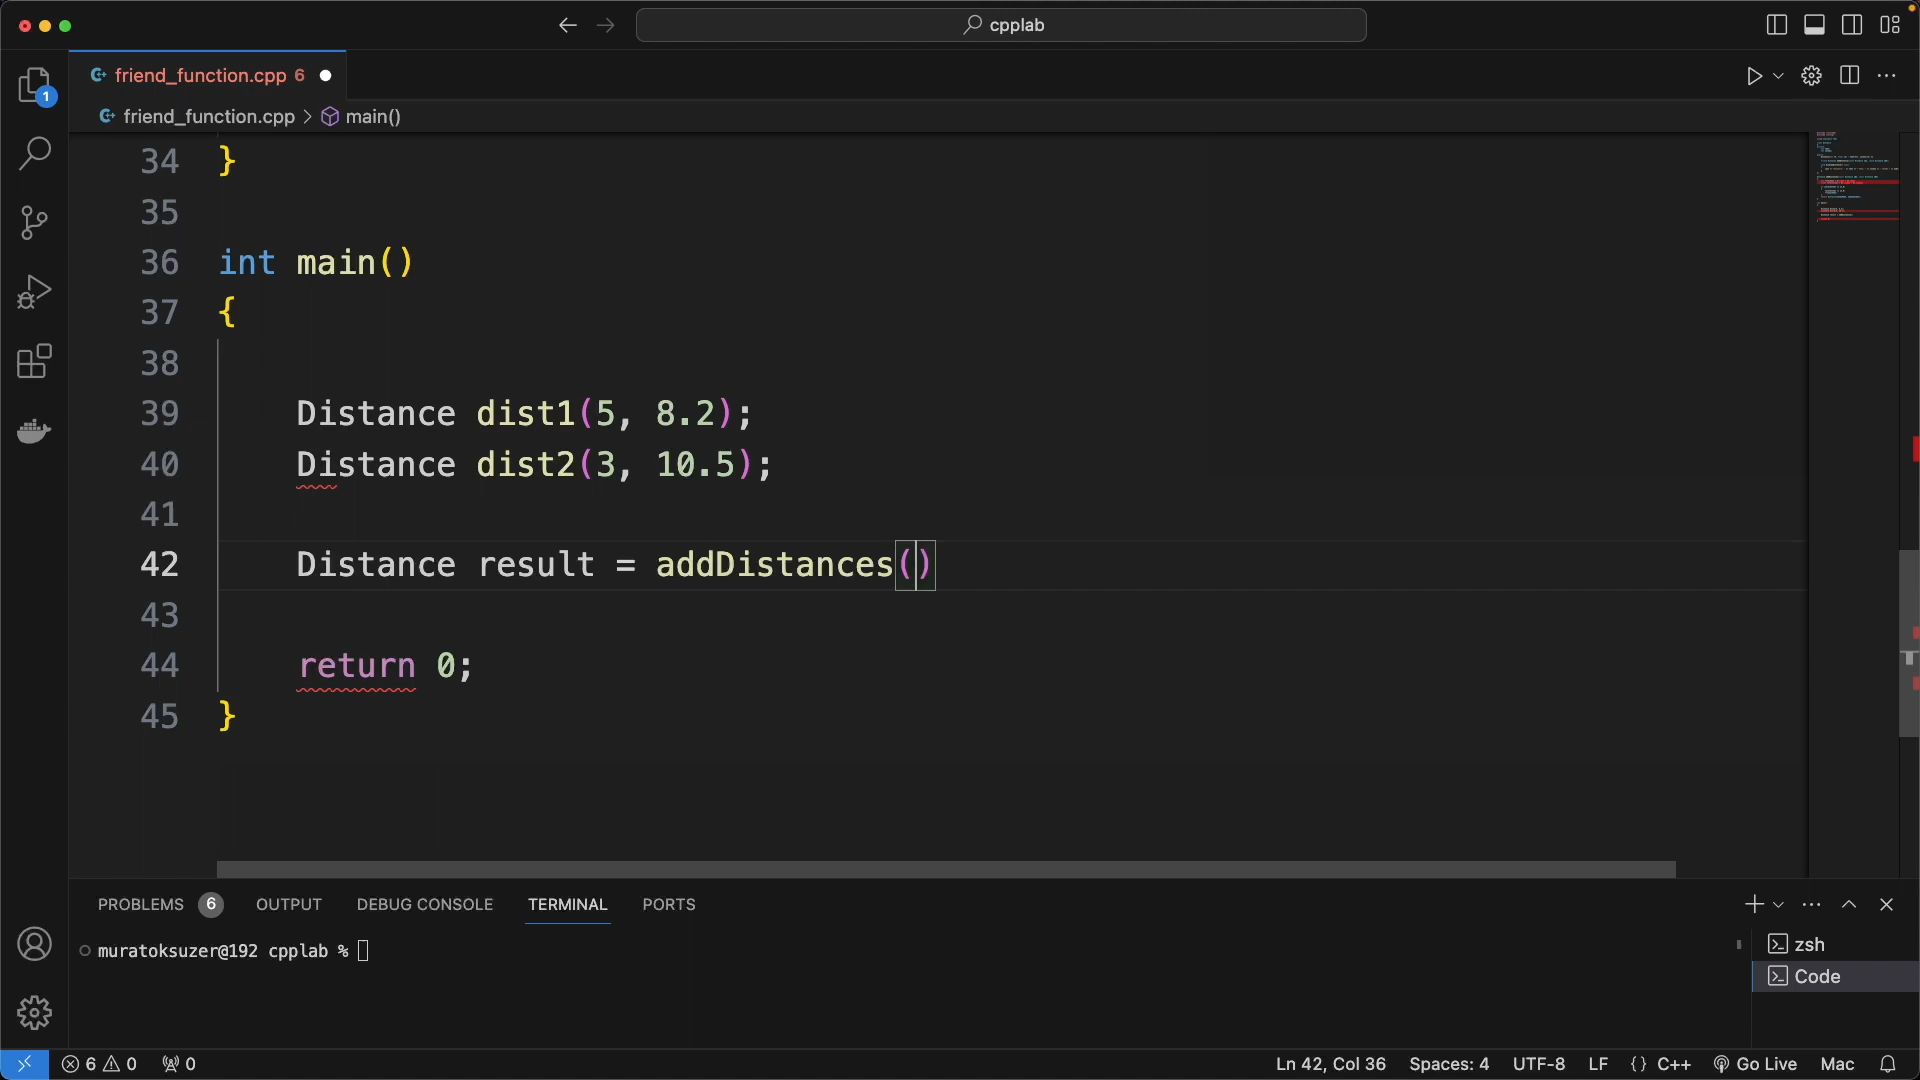 cpplab
friend_function.cpp 6
1
friend_function.cpp > main()
34 }
35
36 int main()
37 {
38
39 Distance dist1(5, 8.2);
40 Distance dist2(3, 10.5);
41
42 Distance result = addDistances()
43
44 return 0;
45 }
PROBLEMS 6 OUTPUT DEBUG CONSOLE TERMINAL PORTS
muratoksuzer@192 cpplab %
zsh
Code
6 0 0 Ln 42, Col 36 Spaces: 4 UTF-8 LF {} C++ Go Live Mac